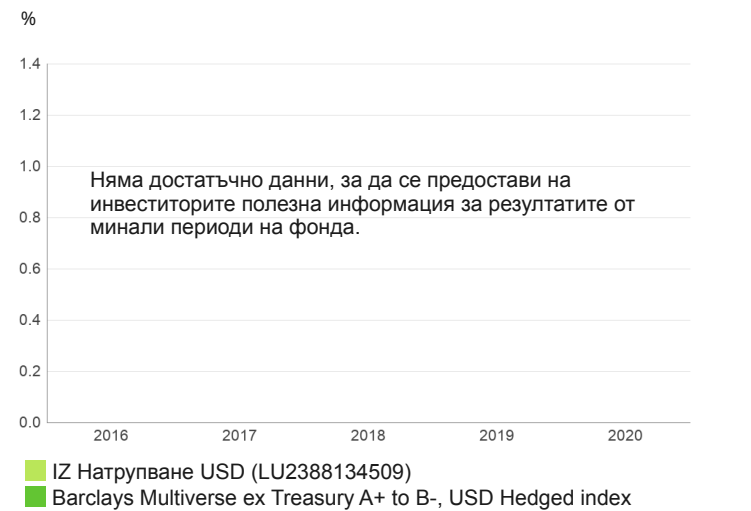 %
1.4
1.2
1.0
Няма достатъчно данни, за да се предостави на
инвеститорите полезна информация за резултатите от
0.8
минали периоди на фонда.
0.6
0.4
0.2
0.0
2016 2017 2018 2019 2020
IZ Натрупване USD (LU2388134509)
Barclays Multiverse ex Treasury A+ to B-, USD Hedged index